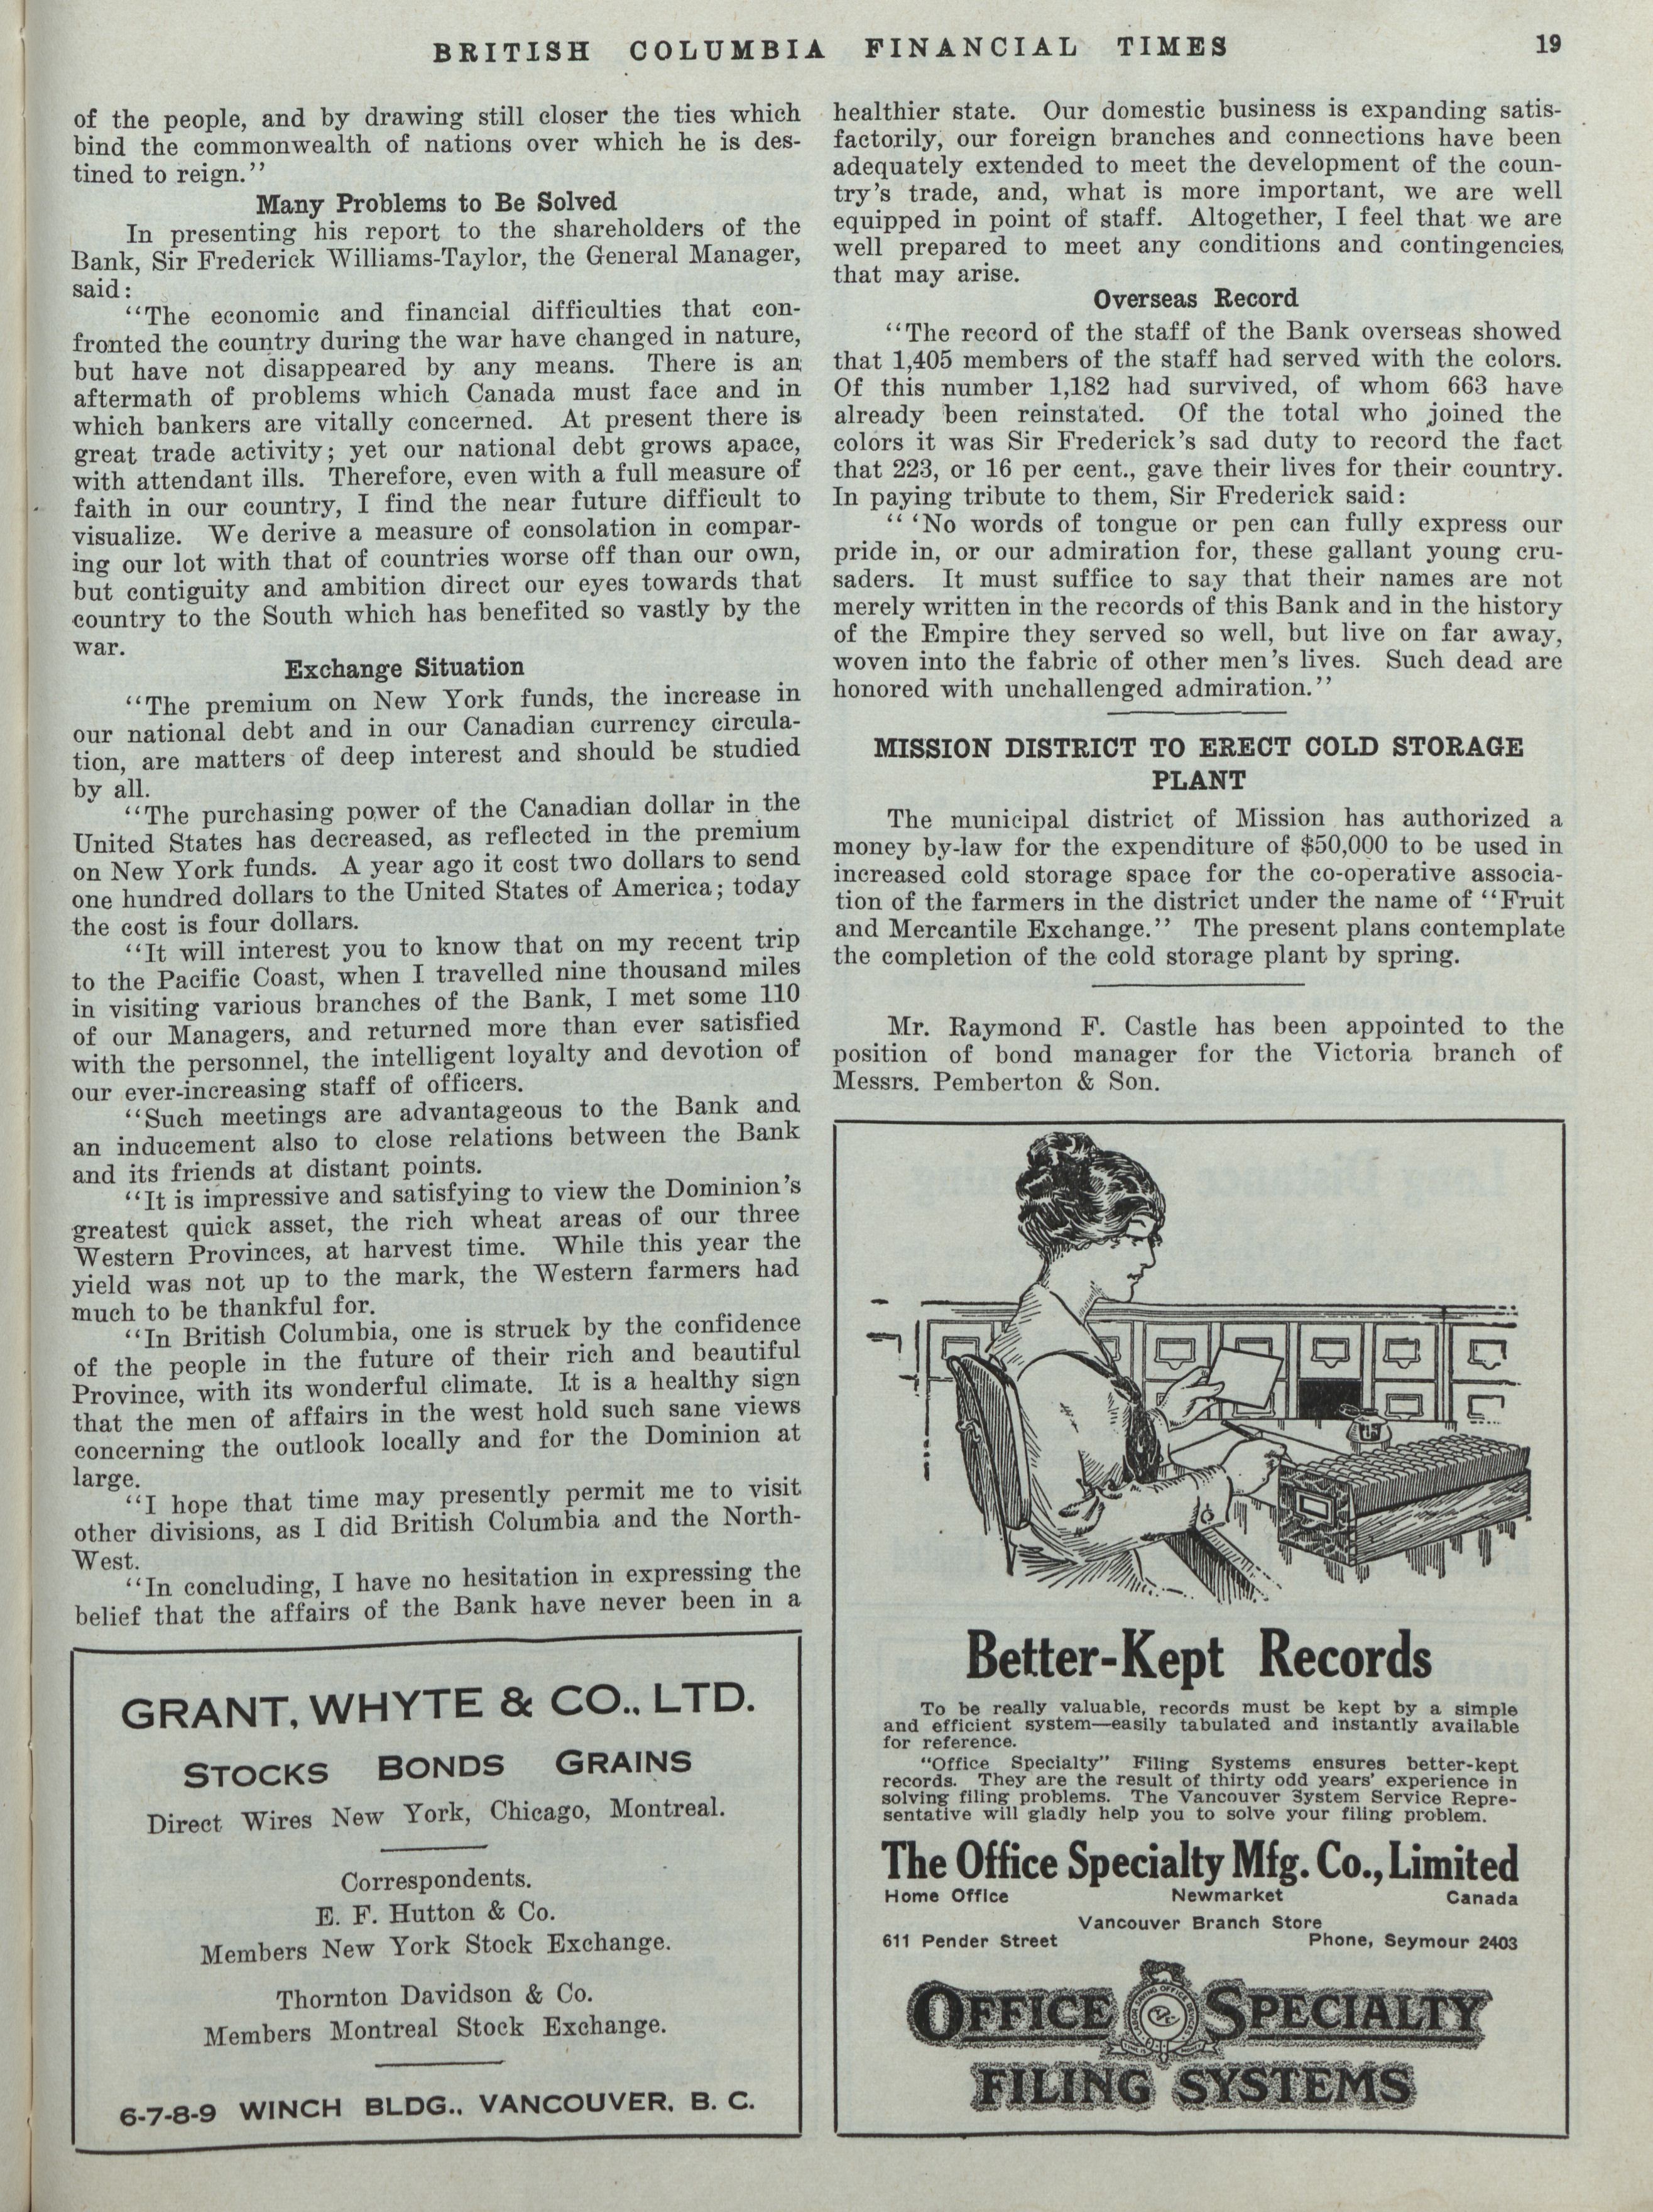 BRITISH COLUMBIA FINANCIAL TIMES 19
of the people, and by drawing still closer the ties which
bind the commonwealth of nations over which he is des-
tined to reign.''
Many Problems to Be Solved
In presenting his report to the shareholders of the
Bank, Sir Frederick Williams-Taylor, the General Manager,
said:
''The economic and financial difficulties that con-
fronted the country during the war have changed in nature,
but have not disappeared by any means. There is an
aftermath of problems which Canada must face and in
which bankers are vitally concerned. At present there is
great trade activity; yet our national debt grows apace,
with attendant ills. Therefore, even with a full measure of
faith in our country, I find the near future difficult to
visualize. We derive a measure of consolation in compar-
ing our lot with that of countries worse off than our own,
but contiguity and ambition direct our eyes towards that
country to the South which has benefited so vastly by the
war.
Exchange Situation
''The premium on New York funds, the increase in
our national debt and in our Canadian currency circula-
tion, are matters of deep interest and should be studied
by all.
''The purchasing power of the Canadian dollar in the
United States has decreased, as reflected in the premium
on New York funds. A year ago it cost two dollars to send
one hundred dollars to the United States of America; today
the cost is four dollars.
''It will interest you to know that on my recent trip
to the Pacific Coast, when I travelled nine thousand miles
in visiting various branches of the Bank, I met some 110
of our Managers, and returned more than ever satisfied
with the personnel, the intelligent loyalty and devotion of
our ever-increasing staff of officers.
''Such meetings are advantageous to the Bank and
an inducement also to close relations between the Bank
and its friends at distant points.
''It is impressive and satisfying to view the Dominion's
greatest quick asset, the rich wheat areas of our three
Western Provinces, at harvest time. While this year the
yield was not up to the mark, the Western farmers had
much to be thankful for.
''In British Columbia, one is struck by the confidence
of the people in the future of their rich and beautiful
Province, with its wonderful climate. It is a healthy sign
that the men of affairs in the west hold such sane views
concerning the outlook locally and for the Dominion at
large.
''I hope that time may presently permit me to visit
other divisions, as I did British Columbia and the North-
West.
''In concluding, I have no hesitation in expressing the
belief that the affairs of the Bank have never been in a
GRANT, WHYTE & CO., LTD.
STOCKS BONDS GRAINS
Direct Wires New York, Chicago, Montreal.
Correspondents.
E. F. Hutton & Co.
Members New York Stock Exchange.
Thornton Davidson & Co.
Members Montreal Stock Exchange.
6-7-8-9 WINCH BLDG., VANCOUVER, B. C.
healthier state. Our domestic business is expanding satis-
factorily, our foreign branches and connections have been
adequately extended to meet the development of the coun-
try's trade, and, what is more important, we are well
equipped in point of staff. Altogether, I feel that we are
well prepared to meet any conditions and contingencies,
that may arise.
Overseas Record
''The record of the staff of the Bank overseas showed
that 1,405 members of the staff had served with the colors.
Of this number 1,182 had survived, of whom 663 have
already been reinstated. Of the total who joined the
colors it was Sir Frederick's sad duty to record the fact
that 223, or 16 per cent., gave their lives for their country.
In paying tribute to them, Sir Frederick said:
'' 'No words of tongue or pen can fully express our
pride in, or our admiration for, these gallant young cru-
saders. It must suffice to say that their names are not
merely written in the records of this Bank and in the history
of the Empire they served so well, but live on far away,
woven into the fabric of other men's lives. Such dead are
honored with unchallenged admiration.''
MISSION DISTRICT TO ERECT COLD STORAGE
PLANT
The municipal district of Mission has authorized a
money by-law for the expenditure of $50,000 to be used in
increased cold storage space for the co-operative associa-
tion of the farmers in the district under the name of ''Fruit
and Mercantile Exchange.'' The present plans contemplate
the completion of the cold storage plant by spring.
Mr. Raymond F. Castle has been appointed to the
position of bond manager for the Victoria branch of
Messrs. Pemberton & Son.
Better-Kept Records
To be really valuable, records must be kept by a simple
and efficient system—easily tabulated and instantly available
for reference.
"Office Specialty" Filing Systems ensures better-kept
records. They are the result of thirty odd years' experience in
solving filing problems. The Vancouver System Service Repre-
sentative will gladly help you to solve your filing problem.
The Office Specialty Mfg. Co., Limited
Home Office Newmarket Canada
Vancouver Branch Store
611 Pender Street Phone, Seymour 2403
OFFICE SPECIALTY
FILING SYSTEMS